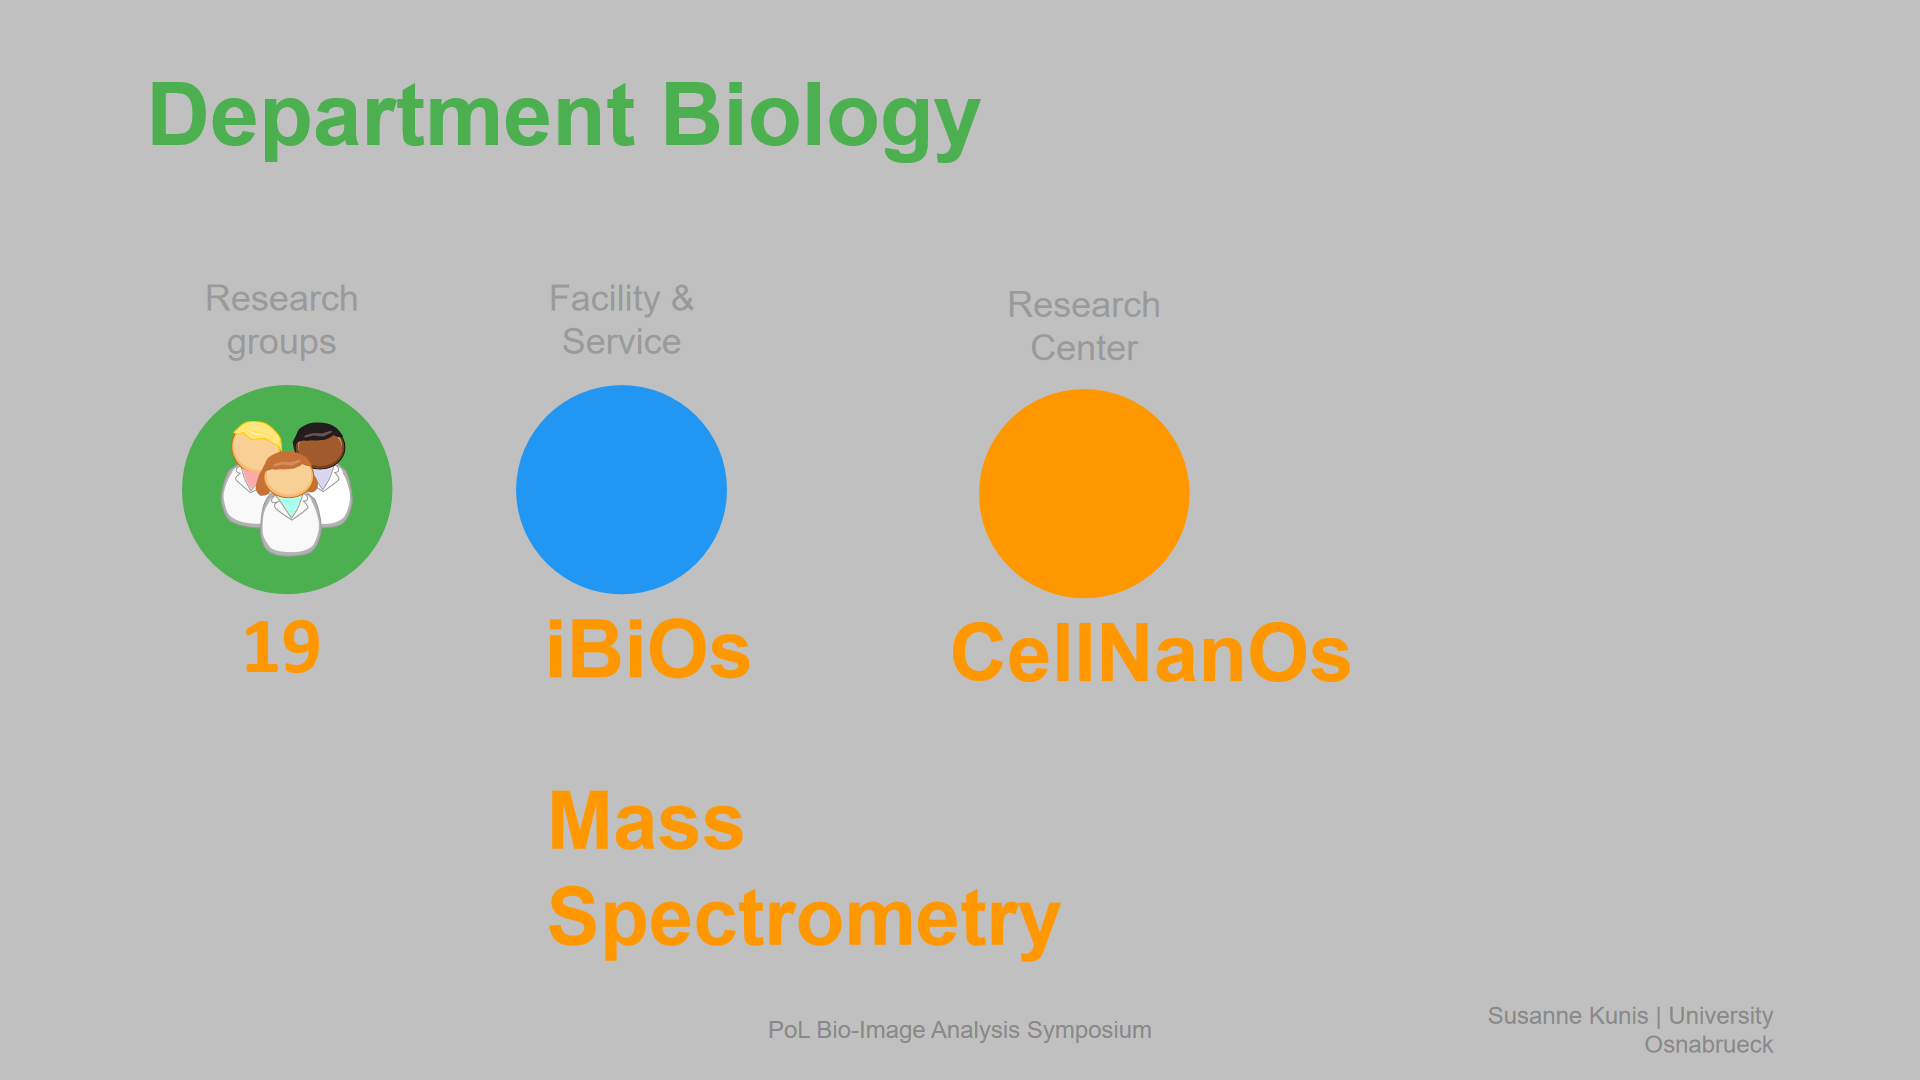 Department Biology
Research
groups
19
Facility &
Service
iBiOs
Mass
Spectrometry
Research
Center
CellNanOs
PoL Bio-Image Analysis Symposium
Susanne Kunis | University
Osnabrueck